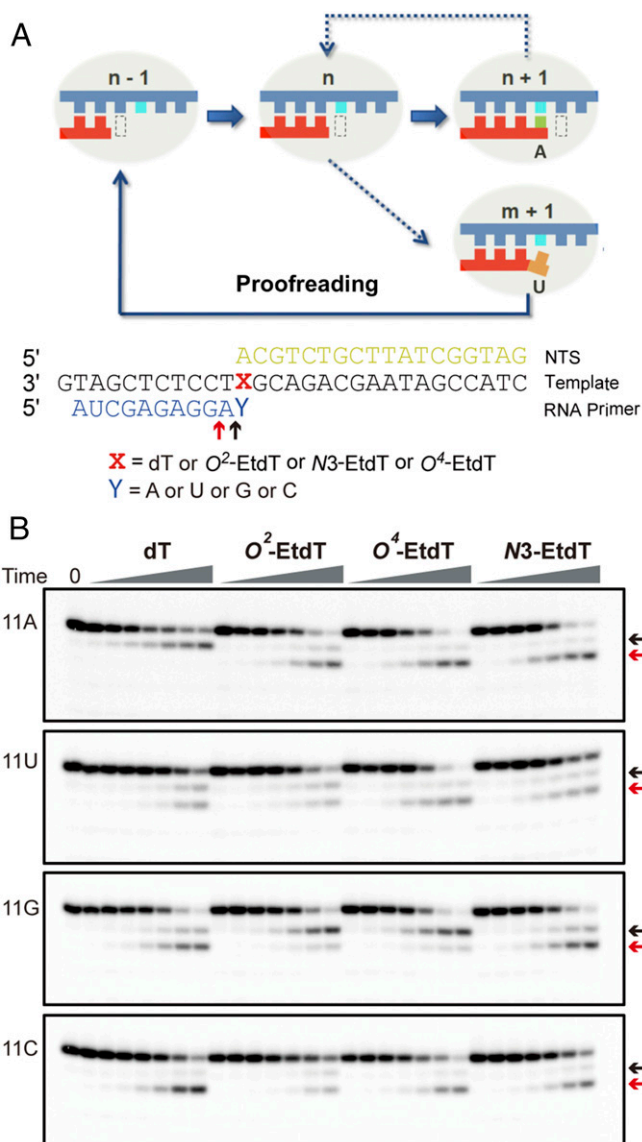 A
n - 1
n
n + 1
A
m + 1
U
Proofreading
5' ACGTCTGCTTATCGGTAG NTS
3' GTAGCTCTCCTXGCAGACGAATAGCCATC Template
5' AUCGAGAGGAY RNA Primer
X = dT or O²-EtdT or N3-EtdT or O⁴-EtdT
Y = A or U or G or C
B
dT O²-EtdT O⁴-EtdT N3-EtdT
Time 0
11A
11U
11G
11C